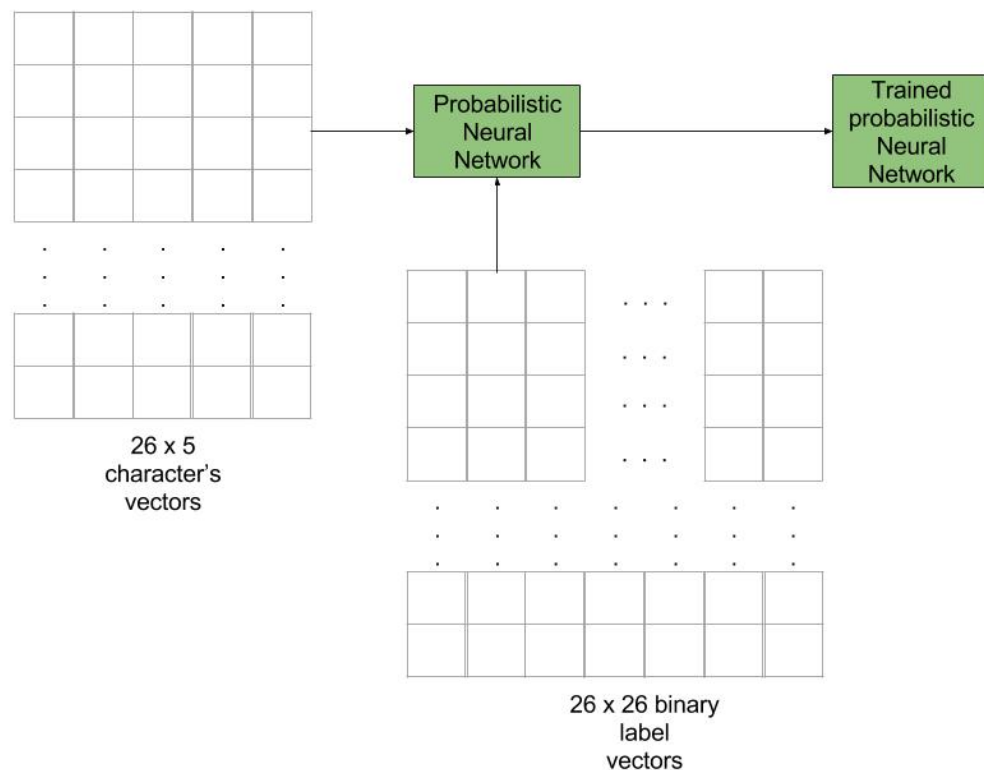 Probabilistic
Neural
Network
Trained
probabilistic
Neural
Network
26 x 5
character's
vectors
26 x 26 binary
label
vectors